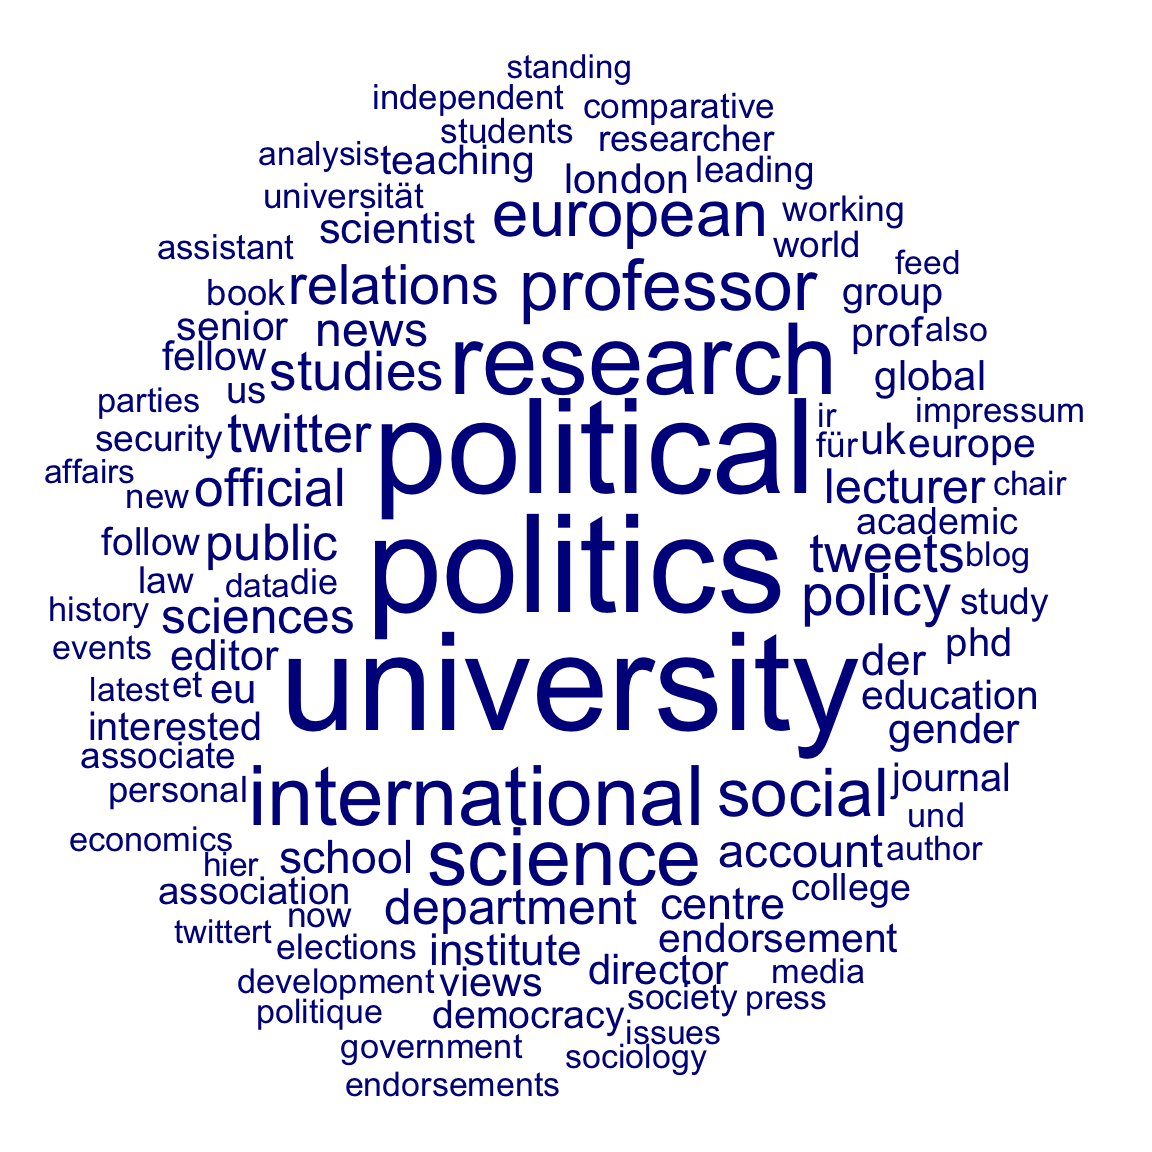 standing
independent comparative
students researcher
analysis teaching london leading
universität scientist european working
assistant world
feed
book relations professor group
senior news prof also
fellow studies research global
us
parties ir impressum
security twitter political für uk europe
affairs new official lecturer chair
academic
follow public politics tweets blog
law data die
history sciences policy study
events editor der phd
latest et eu university education
interested gender
associate
personal international social journal
und
economics hier school science account author
association now department centre college
twittert elections institute endorsement
development views director media
politique democracy society press
government issues
sociology
endorsements